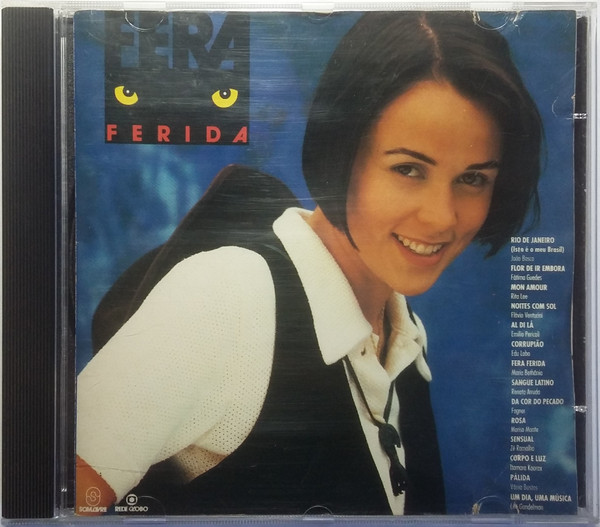 FERA
FERIDA
RIO DE JANEIRO
(Isto é o meu Brasil)
João Bosco
FLOR DE IR EMBORA
Fátima Guedes
MON AMOUR
Rita Lee
NOITES COM SOL
Flávio Venturini
AL DI LÀ
Emilio Pericoli
CORRUPIÃO
Edu Lobo
FERA FERIDA
Maria Bethânia
SANGUE LATINO
Renata Arruda
DA COR DO PECADO
Fagner
ROSA
Marisa Monte
SENSUAL
Zé Ramalho
CORPO E LUZ
PÁLIDA
UM DIA, UMA MÚSICA
SOM LIVRE
REDE GLOBO